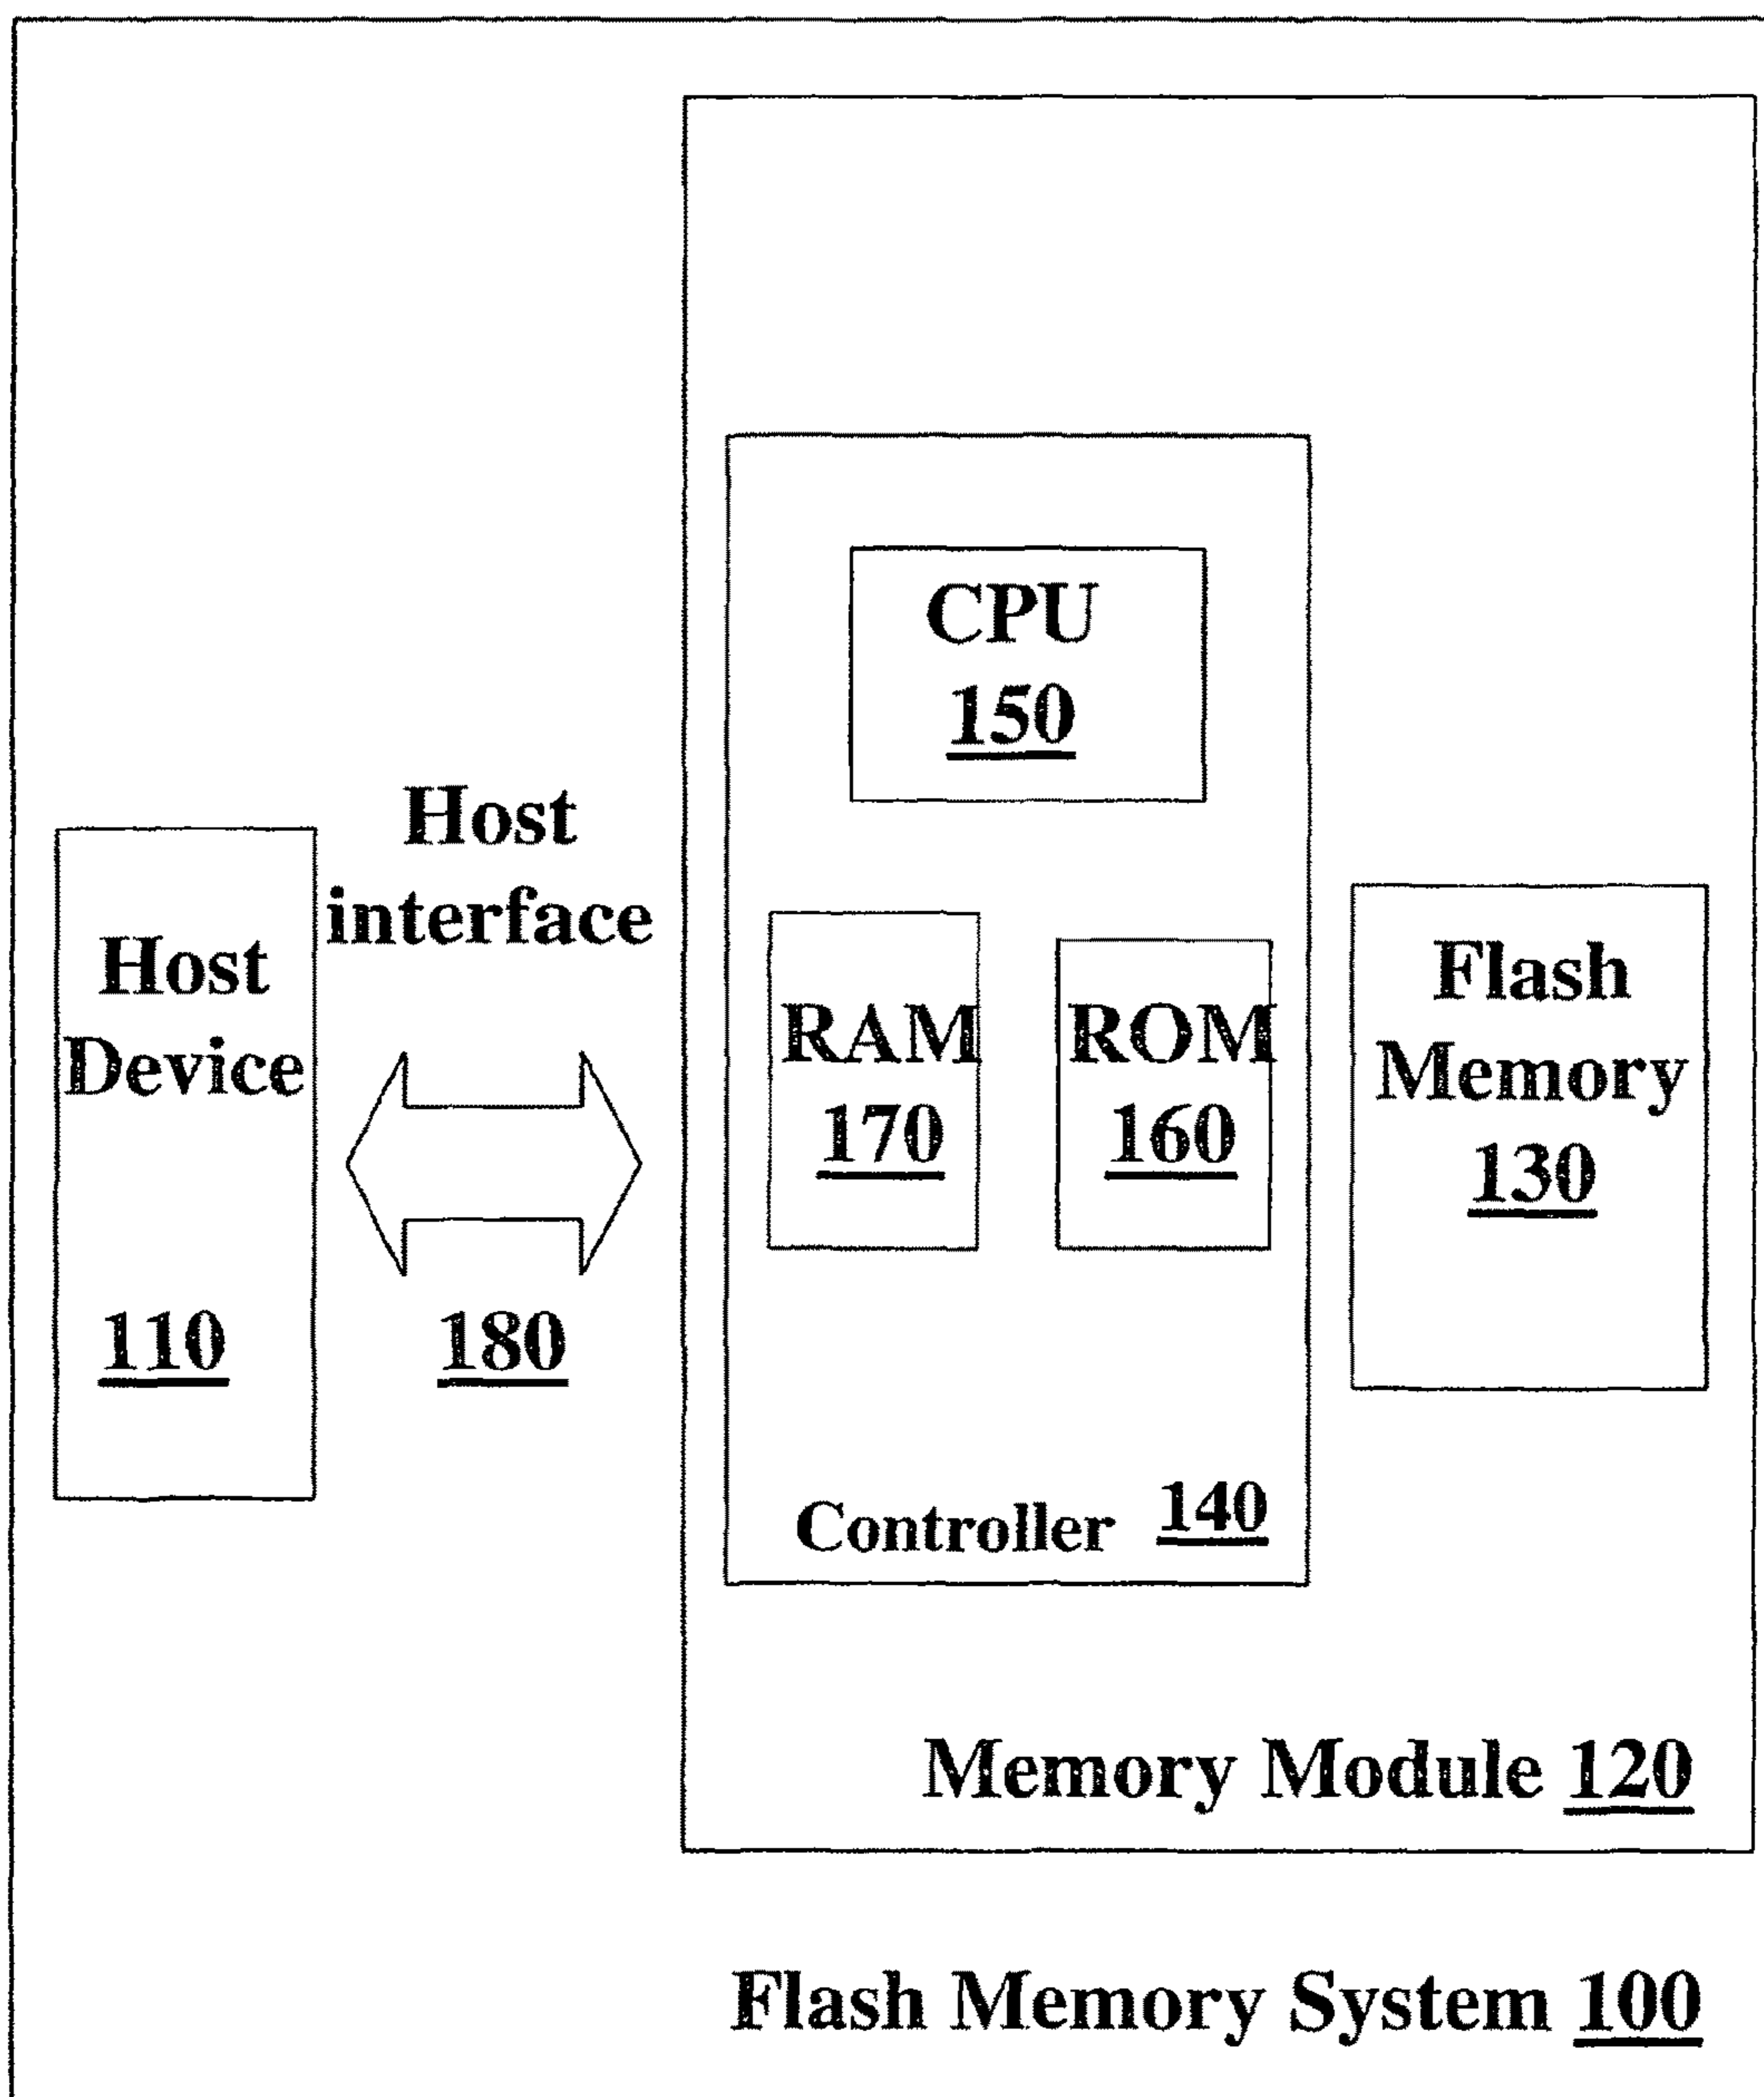 CPU
150
Host
interface
Host
Device
110
180
RAM
170
ROM
160
Flash
Memory
130
Controller 140
Memory Module 120
Flash Memory System 100